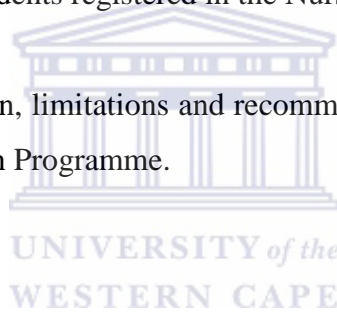 dents registered in the Nur
n, limitations and recomm
n Programme.
UNIVERSITY of the
WESTERN CAPE